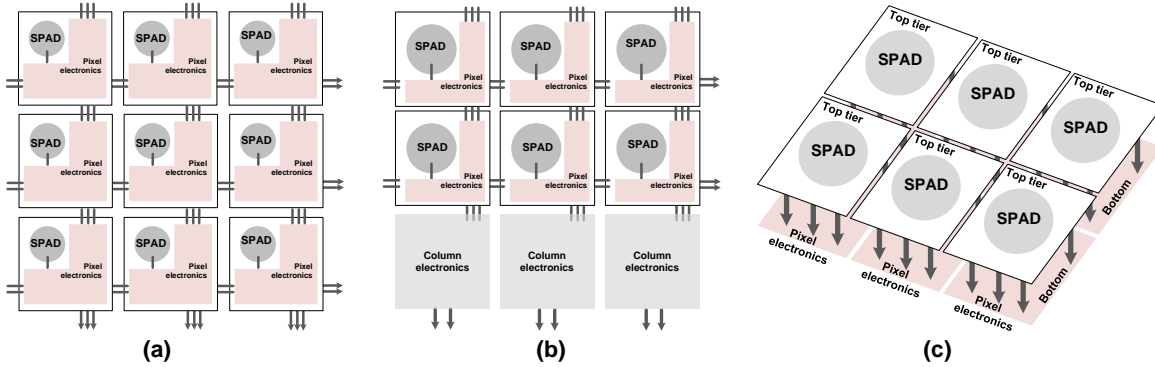 SPAD
Pixel
electronics
SPAD
Pixel
electronics
SPAD
Pixel
electronics
SPAD
Pixel
electronics
SPAD
Pixel
electronics
SPAD
Pixel
electronics
SPAD
Pixel
electronics
SPAD
Pixel
electronics
SPAD
Pixel
electronics
(a)
SPAD
Pixel
electronics
SPAD
Pixel
electronics
SPAD
Pixel
electronics
SPAD
Pixel
electronics
SPAD
Pixel
electronics
SPAD
Pixel
electronics
Column
electronics
Column
electronics
Column
electronics
(b)
Top tier
SPAD
Top tier
SPAD
Top tier
SPAD
Top tier
SPAD
Top tier
SPAD
Top tier
SPAD
Bottom
Bottom
Pixel
electronics
Pixel
electronics
Pixel
electronics
(c)